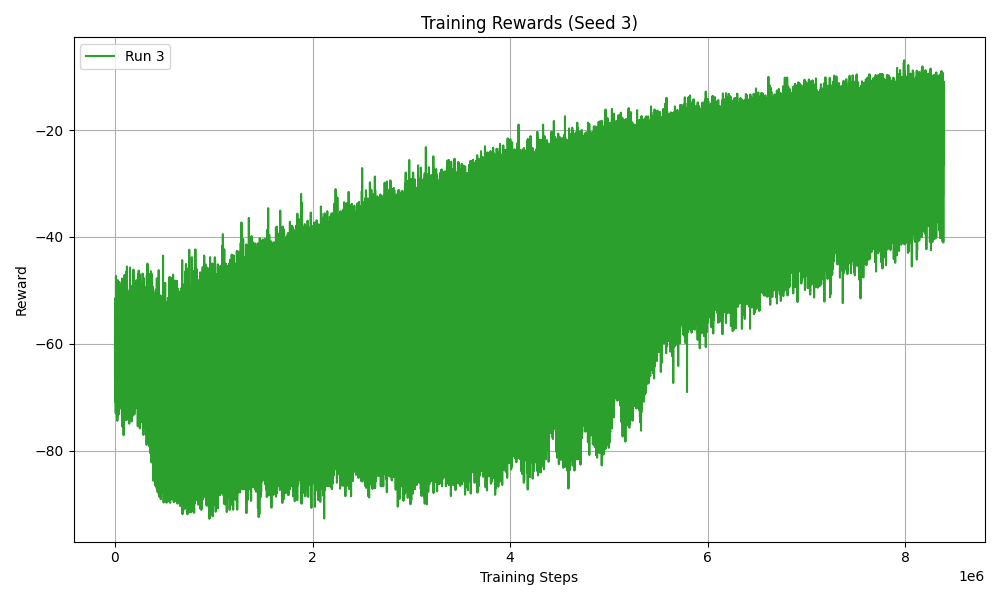 Training Rewards (Seed 3)
Run 3
Reward
−20
−40
−60
−80
0 2 4 6 8
1e6
Training Steps